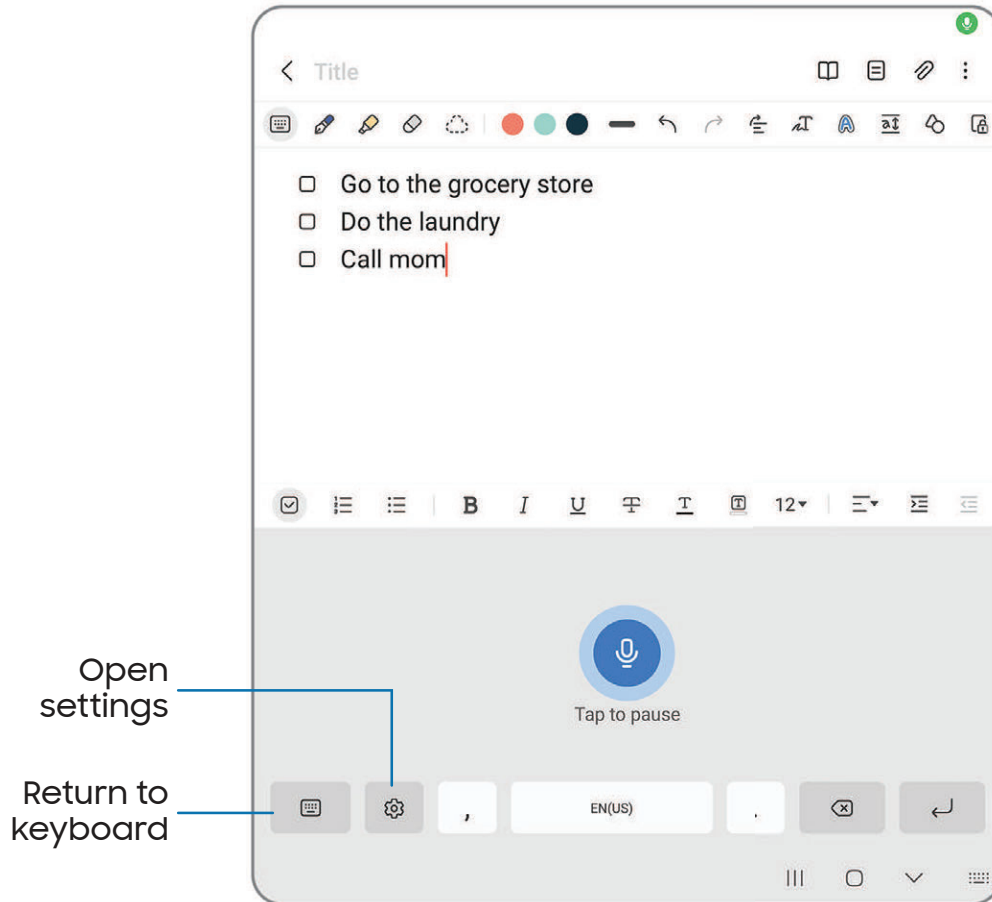 Title
Go to the grocery store
Do the laundry
Call mom
B I U T T T 12
Tap to pause
Open
settings
Return to
keyboard
, EN(US) .